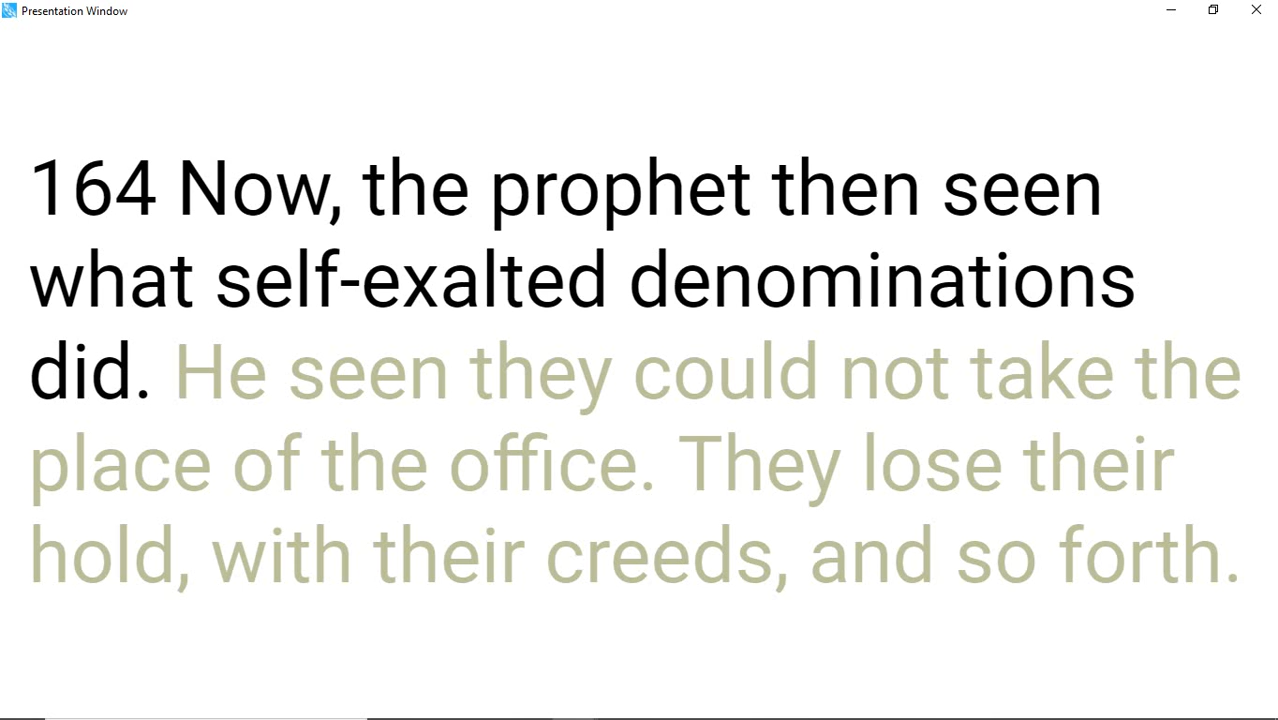 Presentation Window
164 Now, the prophet then seen
what self-exalted denominations
did. He seen they could not take the
place of the office. They lose their
hold, with their creeds, and so forth.